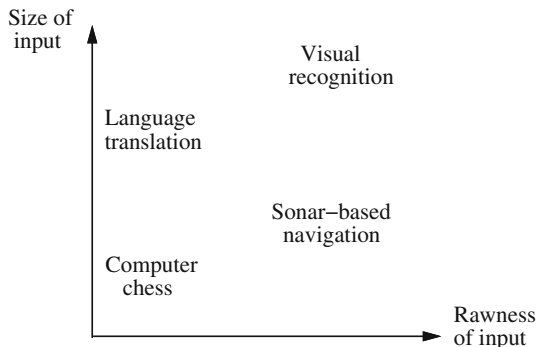 Size of
input
Visual
recognition
Language
translation
Sonar-based
navigation
Computer
chess
Rawness
of input